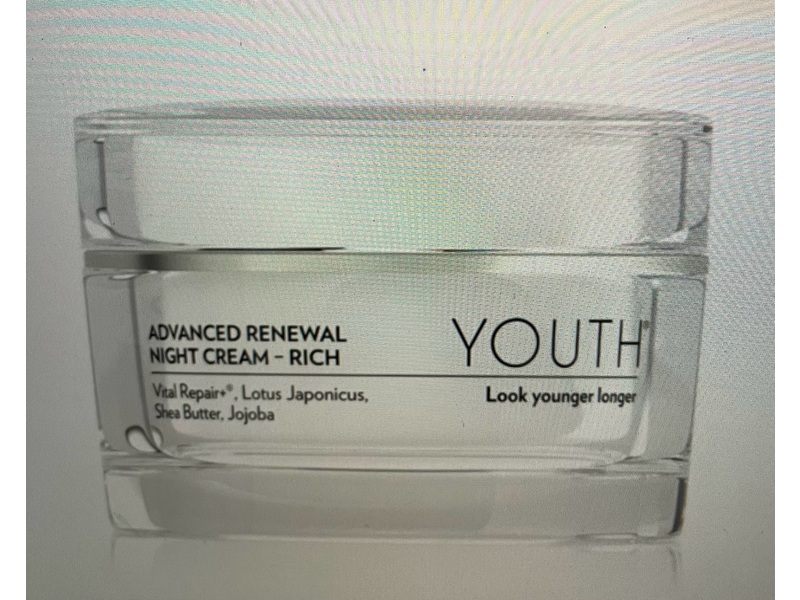 ADVANCED RENEWAL
NIGHT CREAM – RICH
Vital Repair+®, Lotus Japonicus,
Shea Butter, Jojoba
YOUTH®
Look younger longer